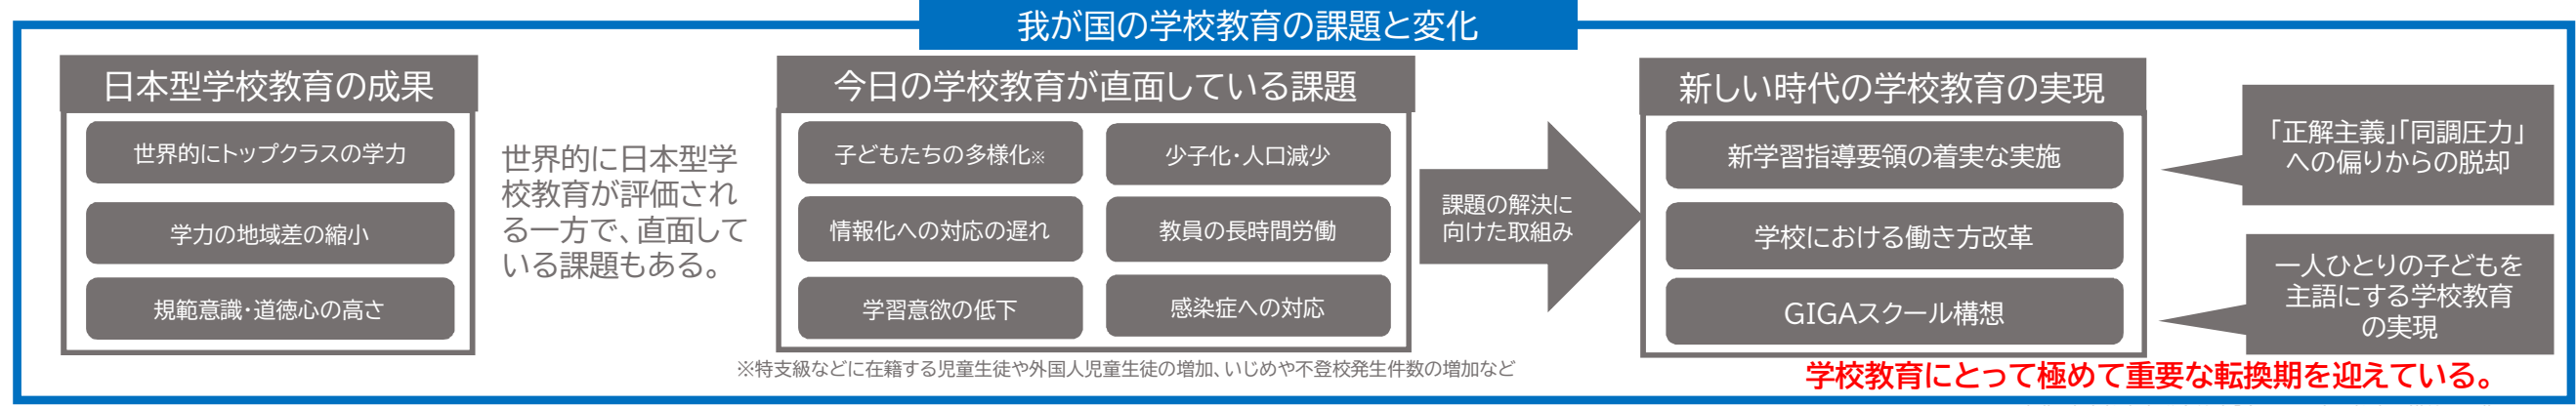 我が国の学校教育の課題と変化
日本型学校教育の成果
世界的にトップクラスの学力
学力の地域差の縮小
規範意識・道徳心の高さ
世界的に日本型学
校教育が評価され
る一方で、直面して
いる課題もある。
今日の学校教育が直面している課題
子どもたちの多様化※
少子化・人口減少
情報化への対応の遅れ
教員の長時間労働
学習意欲の低下
感染症への対応
※特支級などに在籍する児童生徒や外国人児童生徒の増加、いじめや不登校発生件数の増加など
課題の解決に
向けた取組み
新しい時代の学校教育の実現
新学習指導要領の着実な実施
学校における働き方改革
GIGAスクール構想
「正解主義」「同調圧力」
への偏りからの脱却
一人ひとりの子どもを
主語にする学校教育
の実現
学校教育にとって極めて重要な転換期を迎えている。